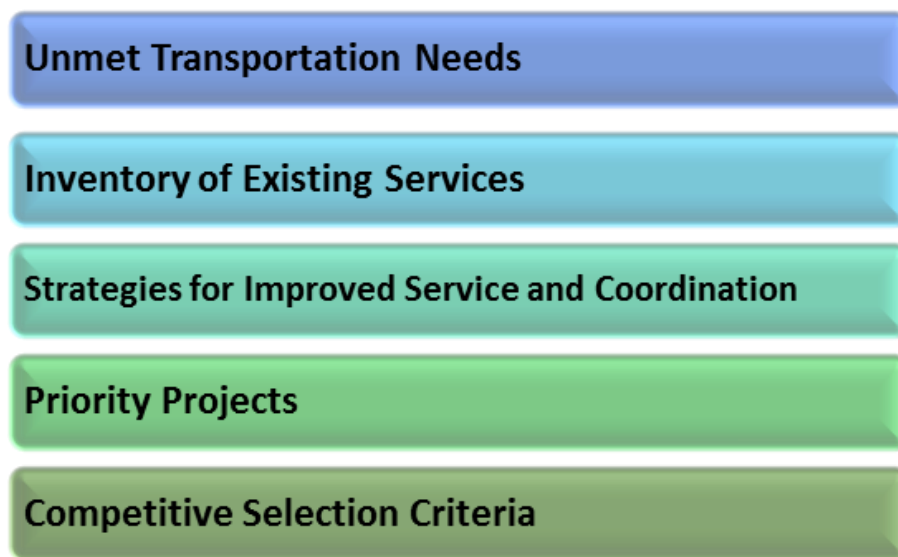 Unmet Transportation Needs
Inventory of Existing Services
Strategies for Improved Service and Coordination
Priority Projects
Competitive Selection Criteria